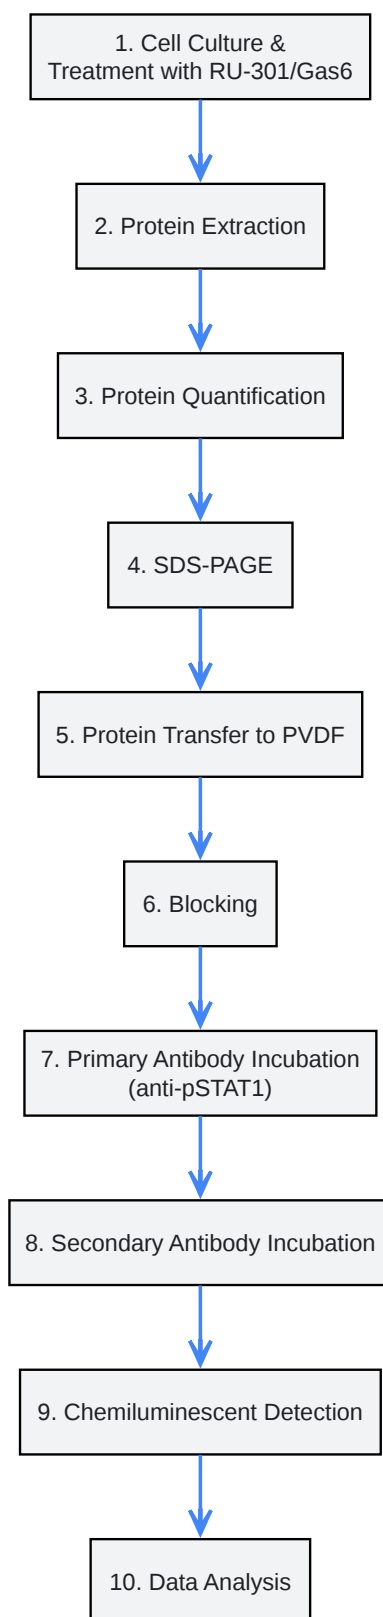 1. Cell Culture &
Treatment with RU-301/Gas6
2. Protein Extraction
3. Protein Quantification
4. SDS-PAGE
5. Protein Transfer to PVDF
6. Blocking
7. Primary Antibody Incubation
(anti-pSTAT1)
8. Secondary Antibody Incubation
9. Chemiluminescent Detection
10. Data Analysis